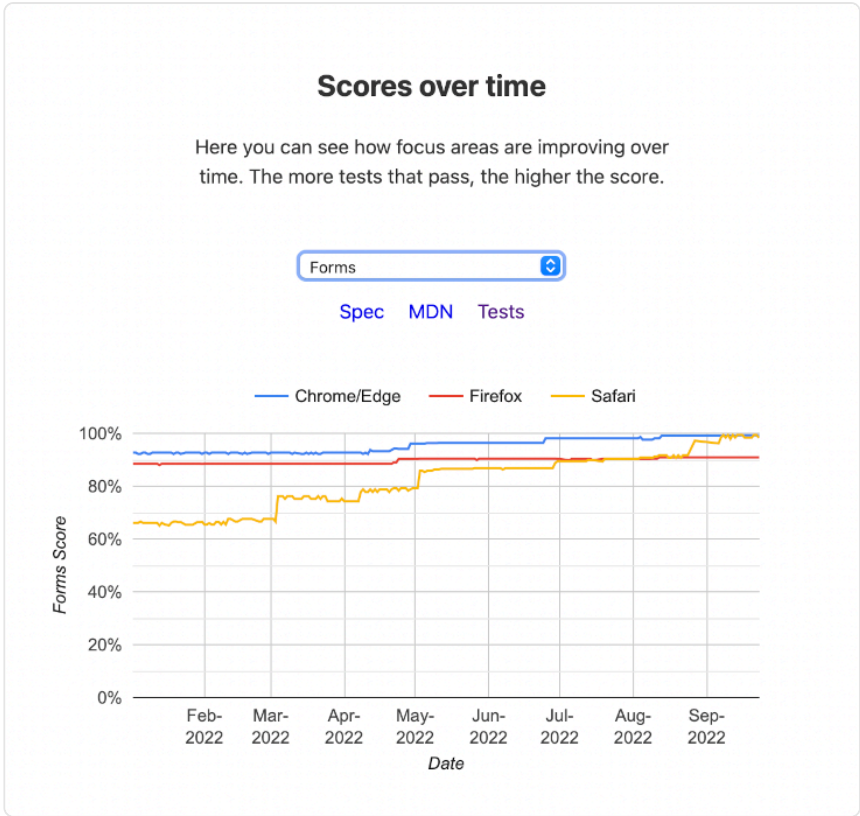 Scores over time
Here you can see how focus areas are improving over
time. The more tests that pass, the higher the score.
Forms
Spec MDN Tests
Chrome/Edge Firefox Safari
100%
80%
60%
40%
20%
0%
Forms Score
Feb-2022 Mar-2022 Apr-2022 May-2022 Jun-2022 Jul-2022 Aug-2022 Sep-2022
Date